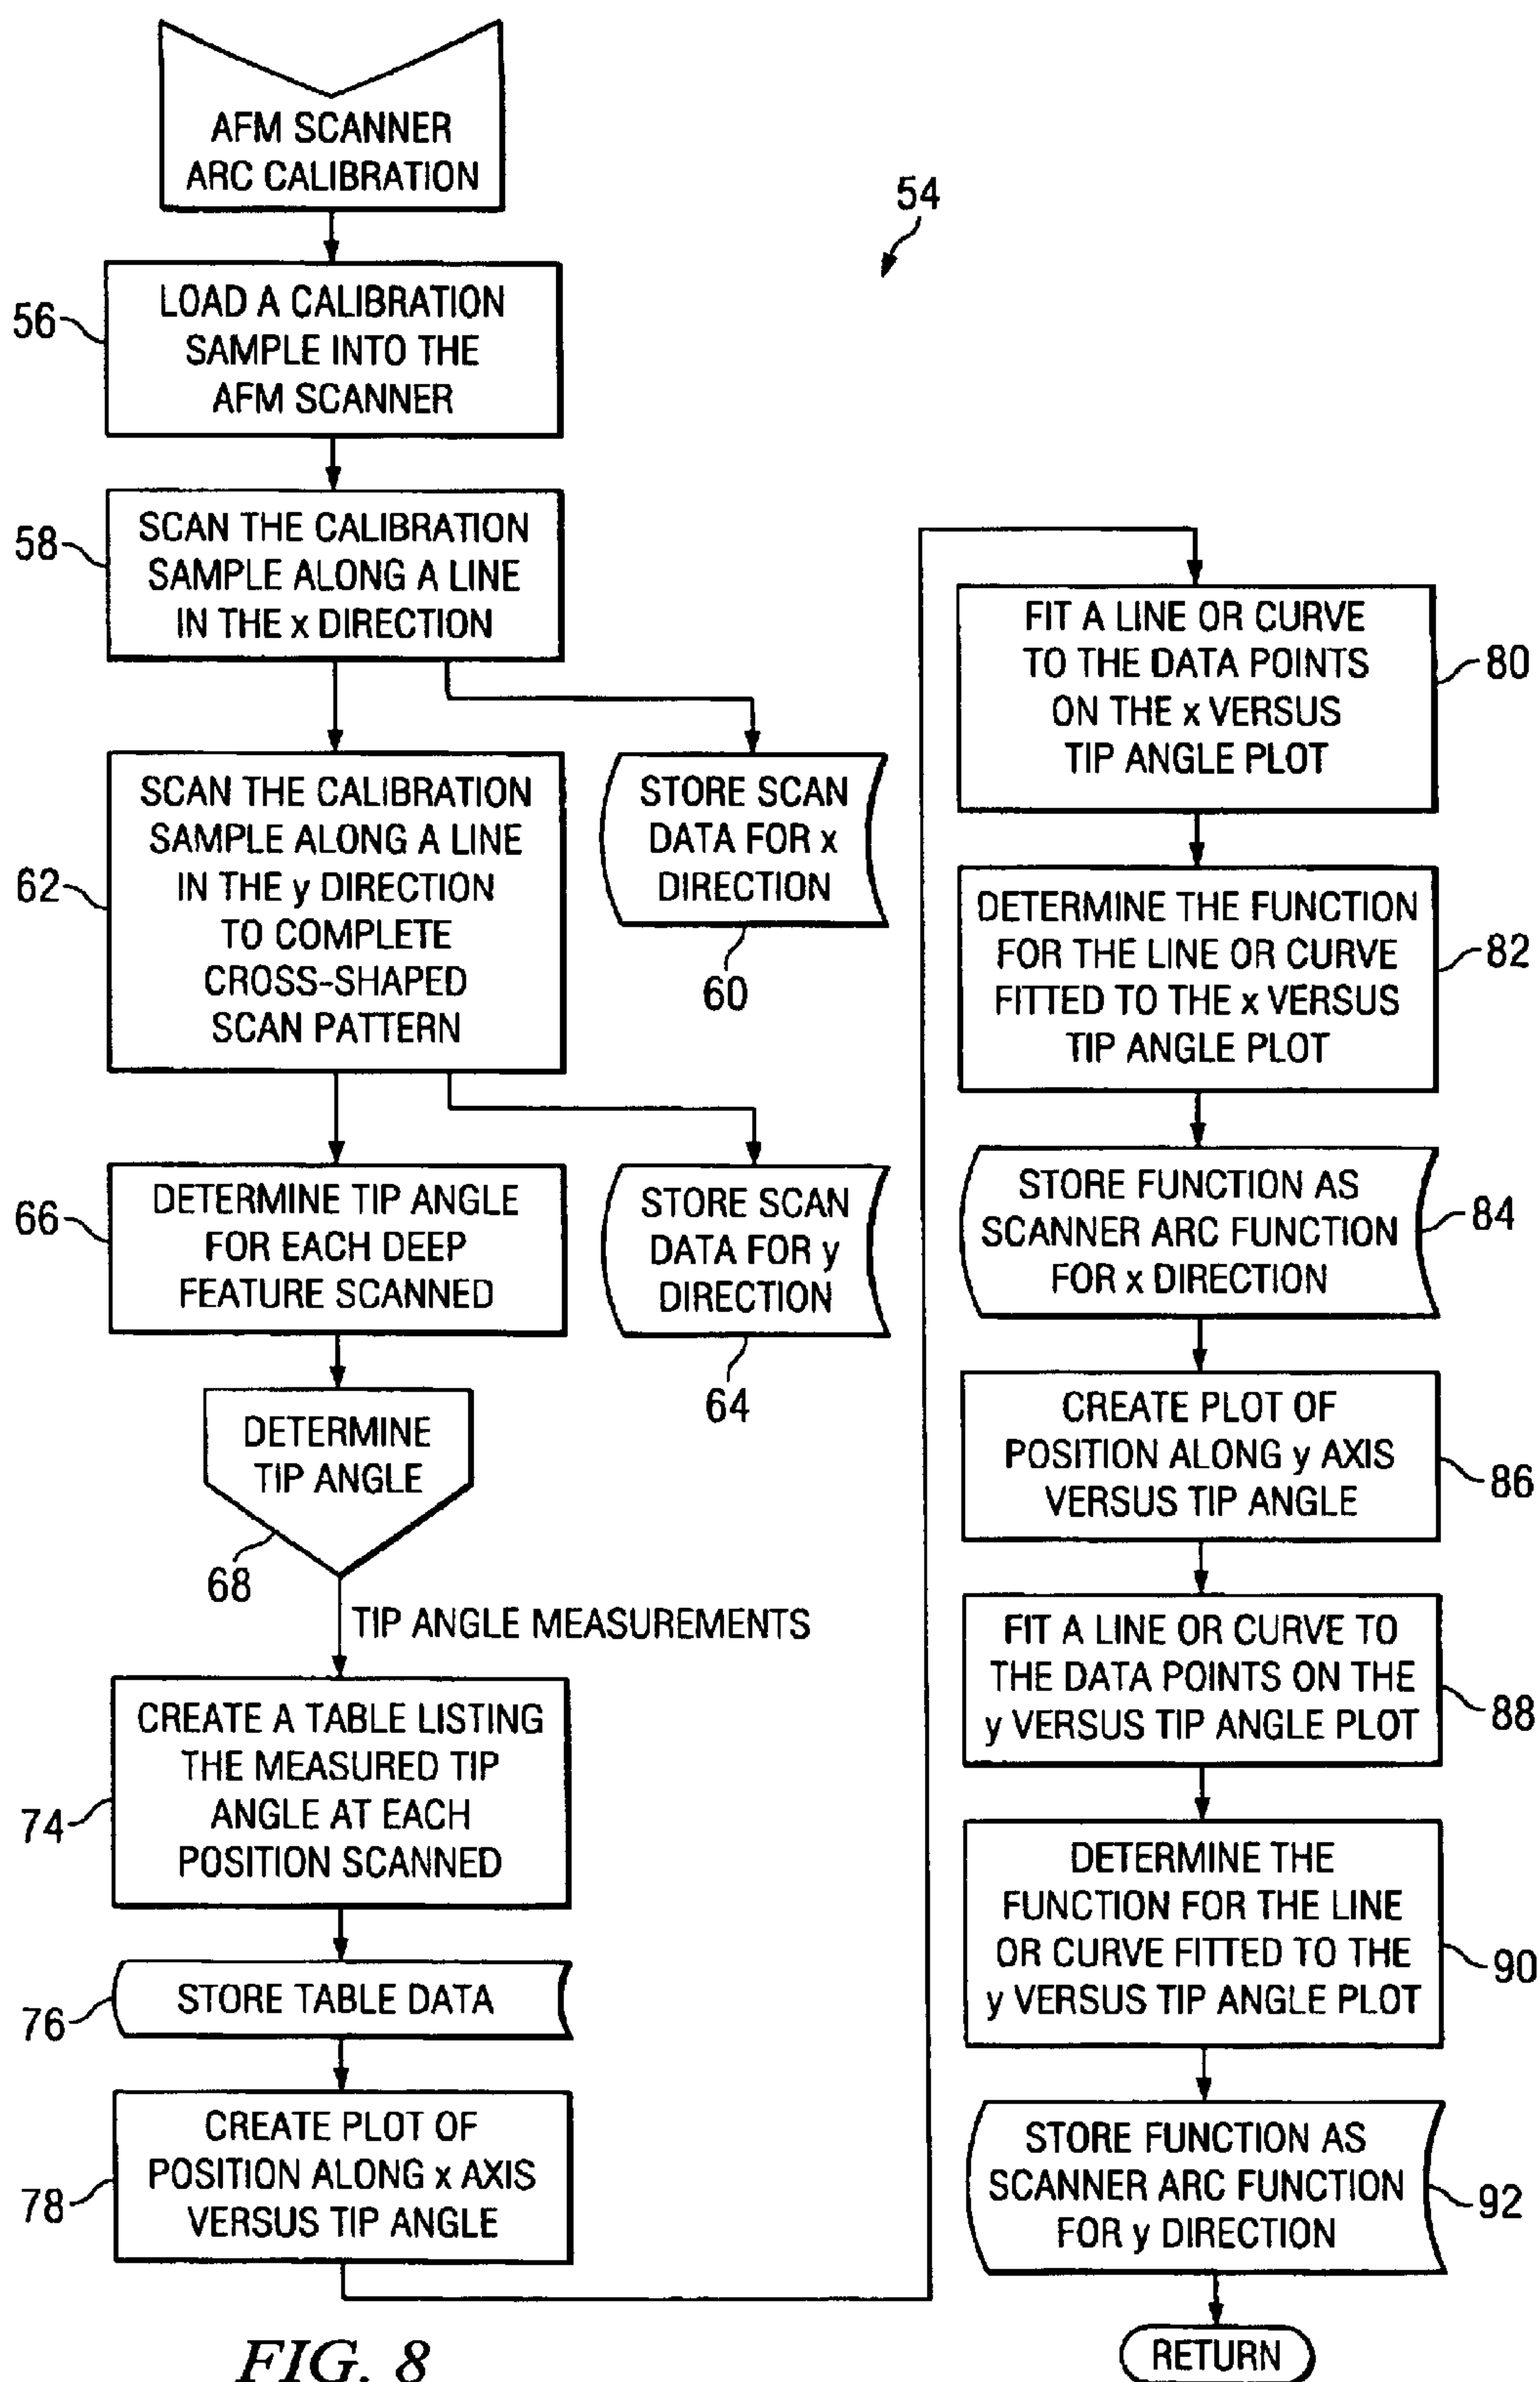 AFM SCANNER
ARC CALIBRATION
54
56
LOAD A CALIBRATION
SAMPLE INTO THE
AFM SCANNER
58
SCAN THE CALIBRATION
SAMPLE ALONG A LINE
IN THE x DIRECTION
62
SCAN THE CALIBRATION
SAMPLE ALONG A LINE
IN THE y DIRECTION
TO COMPLETE
CROSS-SHAPED
SCAN PATTERN
STORE SCAN
DATA FOR x
DIRECTION
60
66
DETERMINE TIP ANGLE
FOR EACH DEEP
FEATURE SCANNED
STORE SCAN
DATA FOR y
DIRECTION
64
DETERMINE
TIP ANGLE
68
TIP ANGLE MEASUREMENTS
74
CREATE A TABLE LISTING
THE MEASURED TIP
ANGLE AT EACH
POSITION SCANNED
76
STORE TABLE DATA
78
CREATE PLOT OF
POSITION ALONG x AXIS
VERSUS TIP ANGLE
FIT A LINE OR CURVE
TO THE DATA POINTS
ON THE x VERSUS
TIP ANGLE PLOT
80
DETERMINE THE FUNCTION
FOR THE LINE OR CURVE
FITTED TO THE x VERSUS
TIP ANGLE PLOT
82
STORE FUNCTION AS
SCANNER ARC FUNCTION
FOR x DIRECTION
84
CREATE PLOT OF
POSITION ALONG y AXIS
VERSUS TIP ANGLE
86
FIT A LINE OR CURVE TO
THE DATA POINTS ON THE
y VERSUS TIP ANGLE PLOT
88
DETERMINE THE
FUNCTION FOR THE LINE
OR CURVE FITTED TO THE
y VERSUS TIP ANGLE PLOT
90
STORE FUNCTION AS
SCANNER ARC FUNCTION
FOR y DIRECTION
92
RETURN
FIG. 8